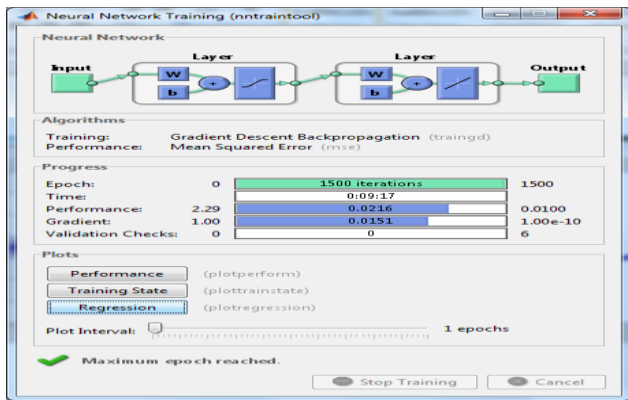 Neural Network Training (nntraintool)
Neural Network
Layer Layer
Input Output
W W
b b
+ +
Algorithms
Training: Gradient Descent Backpropagation (traingd)
Performance: Mean Squared Error (mse)
Progress
Epoch: 0 1500 iterations 1500
Time: 0:09:17
Performance: 2.29 0.0216 0.0100
Gradient: 1.00 0.0151 1.00e-10
Validation Checks: 0 0 6
Plots
Performance (plotperform)
Training State (plottrainstate)
Regression (plotregression)
Plot Interval: 1 epochs
Maximum epoch reached.
Stop Training Cancel